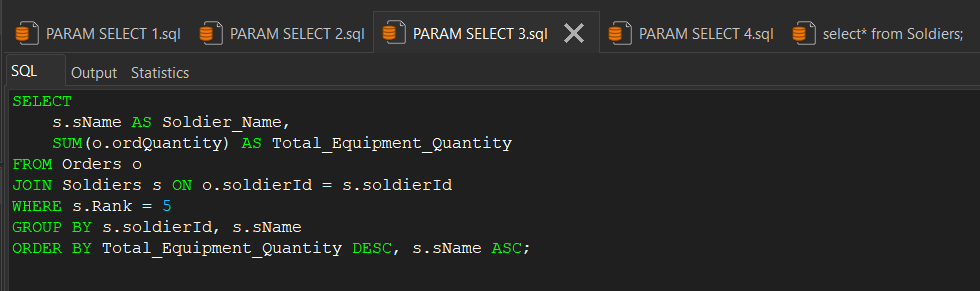 PARAM SELECT 1.sql PARAM SELECT 2.sql PARAM SELECT 3.sql PARAM SELECT 4.sql select* from Soldiers;
SQL Output Statistics
SELECT
    s.sName AS Soldier_Name,
    SUM(o.ordQuantity) AS Total_Equipment_Quantity
FROM Orders o
JOIN Soldiers s ON o.soldierId = s.soldierId
WHERE s.Rank = 5
GROUP BY s.soldierId, s.sName
ORDER BY Total_Equipment_Quantity DESC, s.sName ASC;